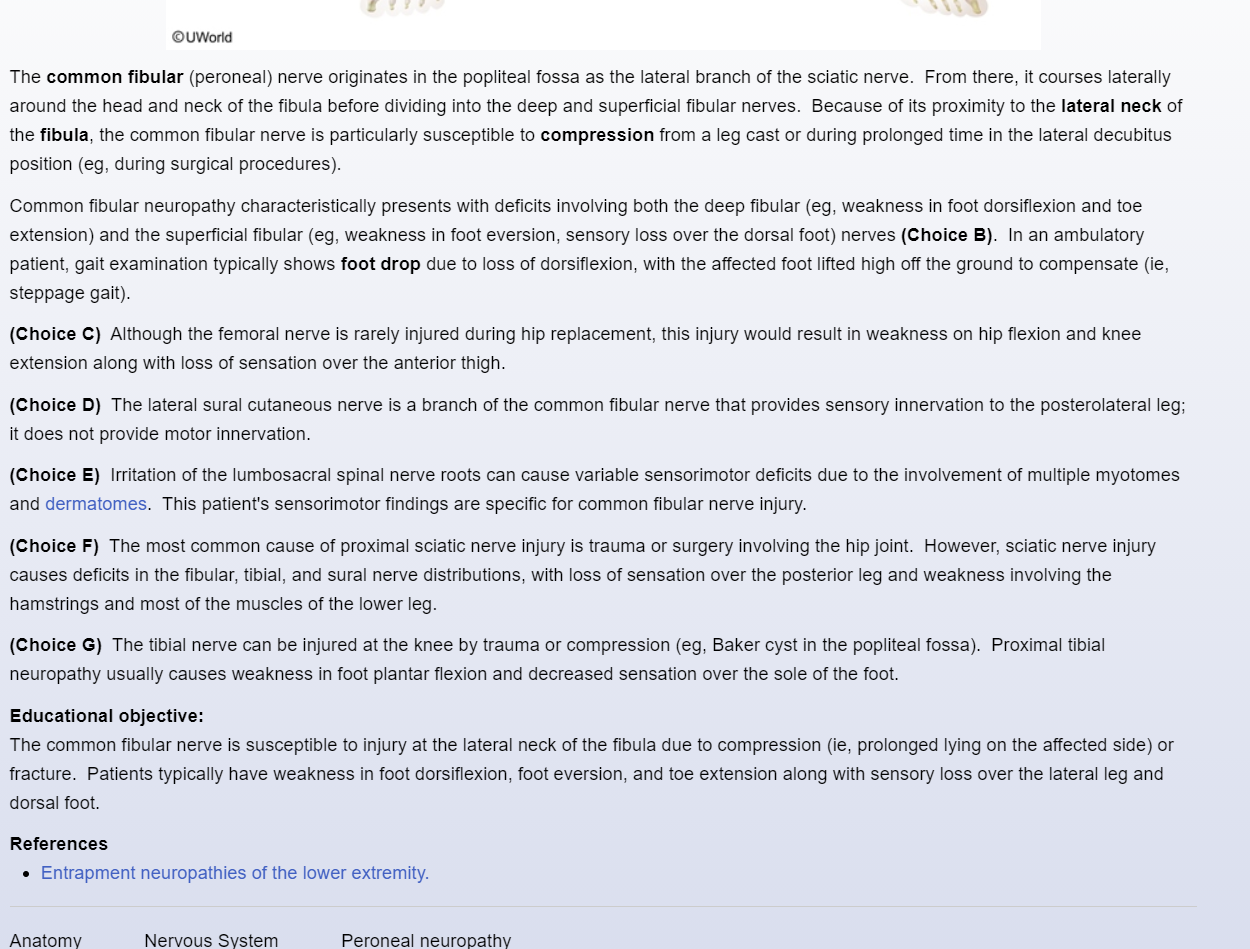 ©UWorld
The common fibular (peroneal) nerve originates in the popliteal fossa as the lateral branch of the sciatic nerve.  From there, it courses laterally
around the head and neck of the fibula before dividing into the deep and superficial fibular nerves.  Because of its proximity to the lateral neck of
the fibula, the common fibular nerve is particularly susceptible to compression from a leg cast or during prolonged time in the lateral decubitus
position (eg, during surgical procedures).
Common fibular neuropathy characteristically presents with deficits involving both the deep fibular (eg, weakness in foot dorsiflexion and toe
extension) and the superficial fibular (eg, weakness in foot eversion, sensory loss over the dorsal foot) nerves (Choice B).  In an ambulatory
patient, gait examination typically shows foot drop due to loss of dorsiflexion, with the affected foot lifted high off the ground to compensate (ie,
steppage gait).
(Choice C)  Although the femoral nerve is rarely injured during hip replacement, this injury would result in weakness on hip flexion and knee
extension along with loss of sensation over the anterior thigh.
(Choice D)  The lateral sural cutaneous nerve is a branch of the common fibular nerve that provides sensory innervation to the posterolateral leg;
it does not provide motor innervation.
(Choice E)  Irritation of the lumbosacral spinal nerve roots can cause variable sensorimotor deficits due to the involvement of multiple myotomes
and dermatomes.  This patient's sensorimotor findings are specific for common fibular nerve injury.
(Choice F)  The most common cause of proximal sciatic nerve injury is trauma or surgery involving the hip joint.  However, sciatic nerve injury
causes deficits in the fibular, tibial, and sural nerve distributions, with loss of sensation over the posterior leg and weakness involving the
hamstrings and most of the muscles of the lower leg.
(Choice G)  The tibial nerve can be injured at the knee by trauma or compression (eg, Baker cyst in the popliteal fossa).  Proximal tibial
neuropathy usually causes weakness in foot plantar flexion and decreased sensation over the sole of the foot.
Educational objective:
The common fibular nerve is susceptible to injury at the lateral neck of the fibula due to compression (ie, prolonged lying on the affected side) or
fracture.  Patients typically have weakness in foot dorsiflexion, foot eversion, and toe extension along with sensory loss over the lateral leg and
dorsal foot.
References
• Entrapment neuropathies of the lower extremity.
Anatomy Nervous System Peroneal neuropathy